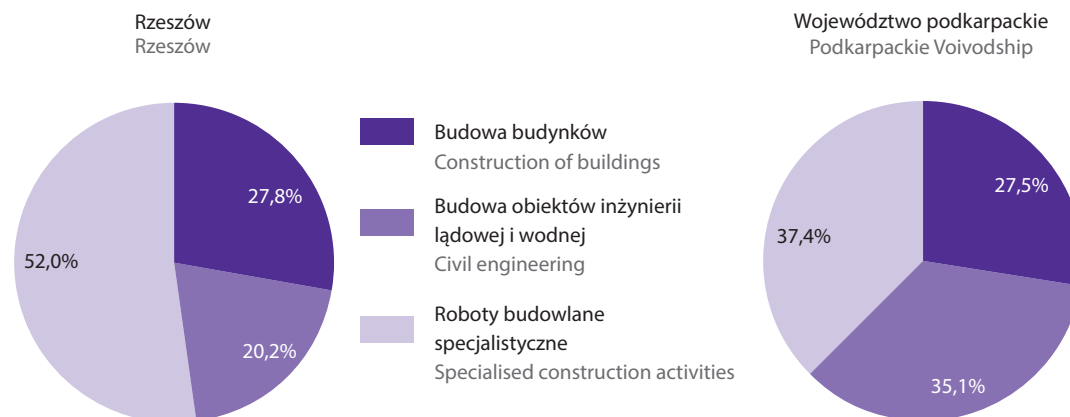 Rzeszów
Rzeszów
27,8%
20,2%
52,0%
Budowa budynków
Construction of buildings
Budowa obiektów inżynierii
lądowej i wodnej
Civil engineering
Roboty budowlane
specjalistyczne
Specialised construction activities
Województwo podkarpackie
Podkarpackie Voivodship
27,5%
35,1%
37,4%